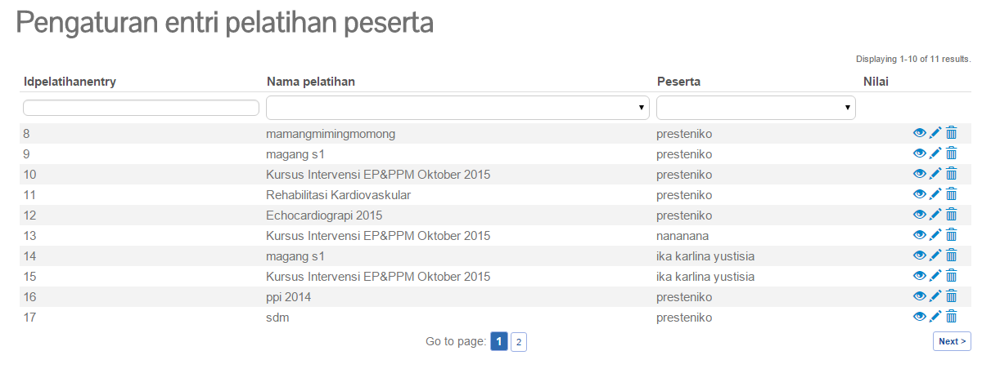 Pengaturan entri pelatihan peserta
Displaying 1-10 of 11 results.
Idpelatihanentry Nama pelatihan Peserta Nilai
8 mamangmimingmomong presteniko
9 magang s1 presteniko
10 Kursus Intervensi EP&PPM Oktober 2015 presteniko
11 Rehabilitasi Kardiovaskular presteniko
12 Echocardiograpi 2015 presteniko
13 Kursus Intervensi EP&PPM Oktober 2015 nananana
14 magang s1 ika karlina yustisia
15 Kursus Intervensi EP&PPM Oktober 2015 ika karlina yustisia
16 ppi 2014 presteniko
17 sdm presteniko
Go to page: 1 2 Next >